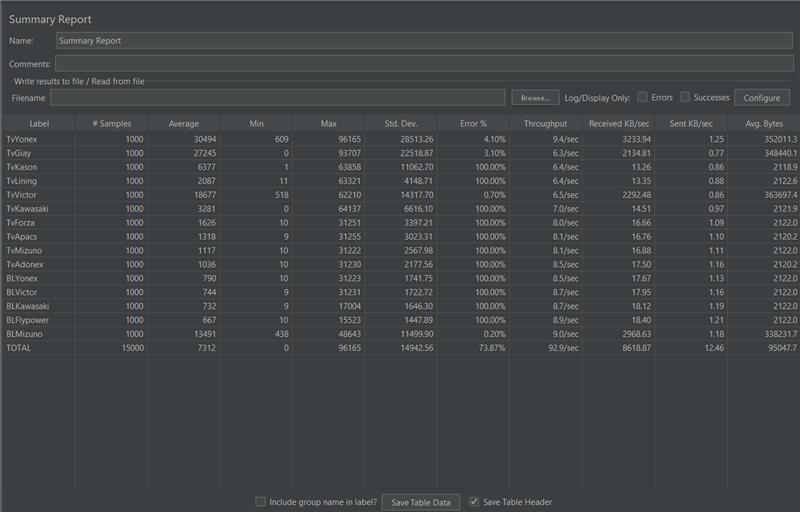 Summary Report
Name: Summary Report
Comments:
Write results to file / Read from file
Filename Browse... Log/Display Only: Errors Successes Configure
Label # Samples Average Min Max Std. Dev. Error % Throughput Received KB/sec Sent KB/sec Avg. Bytes
TvYonex 1000 30494 609 96165 28513.26 4.10% 9.4/sec 3233.94 1.25 352011.3
TvGiay 1000 27245 0 93707 22518.87 3.10% 6.3/sec 2134.81 0.77 348440.1
TvKason 1000 6377 1 63858 11062.70 100.00% 6.4/sec 13.26 0.86 2118.9
TvLining 1000 2087 11 63321 4148.71 100.00% 6.4/sec 13.35 0.88 2122.6
TvVictor 1000 18677 518 62210 14317.70 0.70% 6.5/sec 2292.48 0.86 363697.4
TvKawasaki 1000 3281 0 64137 6616.10 100.00% 7.0/sec 14.51 0.97 2121.9
TvForza 1000 1626 10 31251 3397.21 100.00% 8.0/sec 16.66 1.09 2122.0
TvApacs 1000 1318 9 31255 3023.31 100.00% 8.1/sec 16.76 1.10 2120.2
TvMizuno 1000 1117 10 31222 2567.98 100.00% 8.1/sec 16.88 1.11 2122.0
TvAdonex 1000 1036 10 31230 2177.56 100.00% 8.5/sec 17.50 1.16 2120.2
BLYonex 1000 790 10 31223 1741.75 100.00% 8.5/sec 17.67 1.13 2122.0
BLVictor 1000 744 9 31231 1722.72 100.00% 8.7/sec 17.95 1.16 2122.0
BLKawasaki 1000 732 9 17004 1646.30 100.00% 8.7/sec 18.12 1.19 2122.0
BLFlypower 1000 667 10 15523 1447.89 100.00% 8.9/sec 18.40 1.21 2122.0
BLMizuno 1000 13491 438 48643 11499.90 0.20% 9.0/sec 2968.63 1.18 338231.7
TOTAL 15000 7312 0 96165 14942.56 73.87% 92.9/sec 8618.87 12.46 95047.7
Include group name in label? Save Table Data Save Table Header